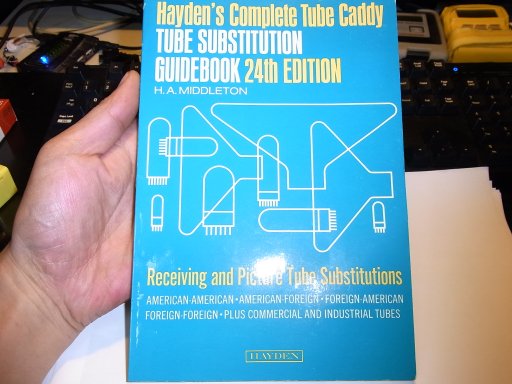 Hayden's Complete Tube Caddy
TUBE SUBSTITUTION
GUIDEBOOK 24th EDITION
H. A. MIDDLETON
Receiving and Picture Tube Substitutions
AMERICAN-AMERICAN • AMERICAN-FOREIGN • FOREIGN-AMERICAN
FOREIGN-FOREIGN • PLUS COMMERCIAL AND INDUSTRIAL TUBES
HAYDEN